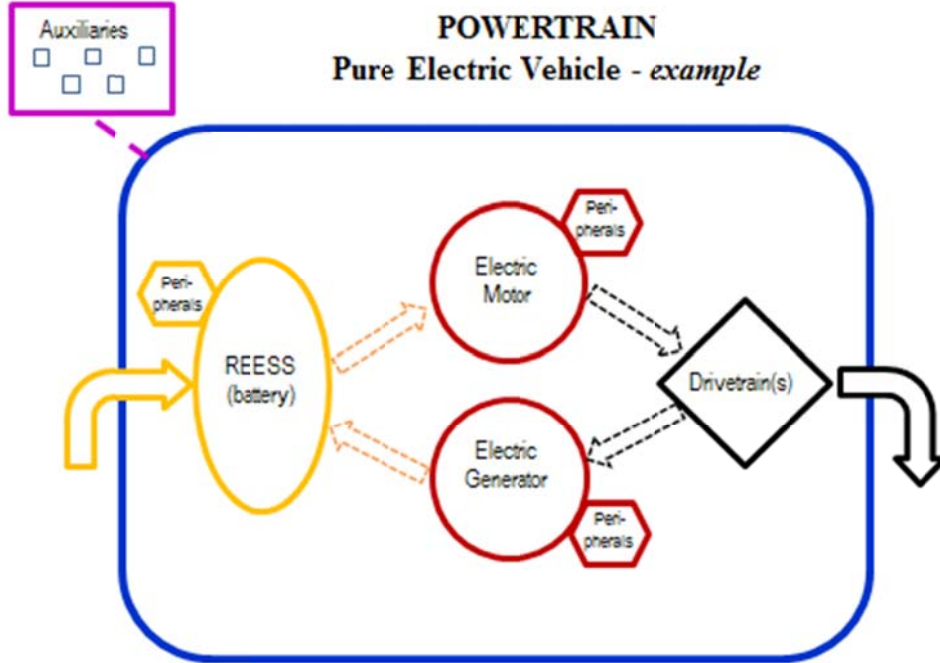 Auxiliaries
POWERTRAIN
Pure Electric Vehicle - example
Peri-
pherals
Electric
Motor
Peri-
pherals
REESS
(battery)
Drivetrain(s)
Electric
Generator
Peri-
pherals